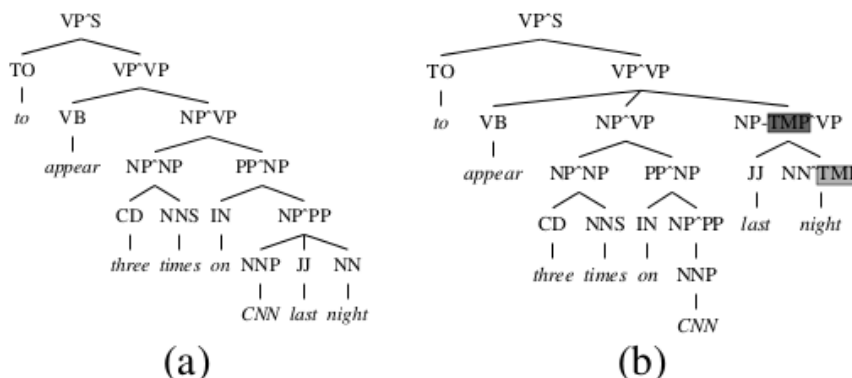 VP^S VP^S
TO VP^VP TO VP^VP
to VB NP^VP to VB NP^VP NP-TMP^VP
appear NP^NP PP^NP appear NP^NP PP^NP JJ NN^TMP
CD NNS IN NP^PP CD NNS IN NP^PP last night
three times on NNP JJ NN three times on NNP
CNN last night CNN
(a) (b)